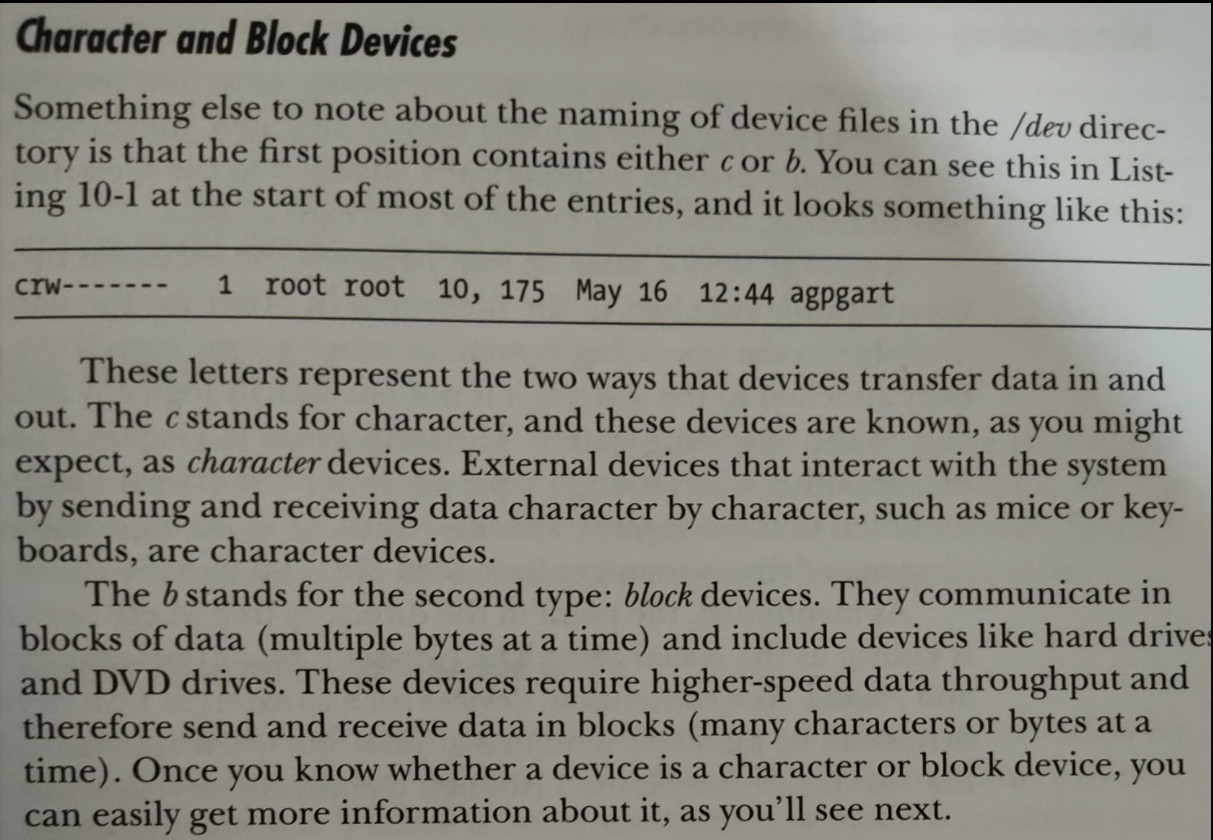 Character and Block Devices
Something else to note about the naming of device files in the /dev direc-
tory is that the first position contains either c or b. You can see this in List-
ing 10-1 at the start of most of the entries, and it looks something like this:
crw------- 1 root root 10, 175 May 16 12:44 agpgart
These letters represent the two ways that devices transfer data in and
out. The c stands for character, and these devices are known, as you might
expect, as character devices. External devices that interact with the system
by sending and receiving data character by character, such as mice or key-
boards, are character devices.
The b stands for the second type: block devices. They communicate in
blocks of data (multiple bytes at a time) and include devices like hard drives
and DVD drives. These devices require higher-speed data throughput and
therefore send and receive data in blocks (many characters or bytes at a
time). Once you know whether a device is a character or block device, you
can easily get more information about it, as you'll see next.